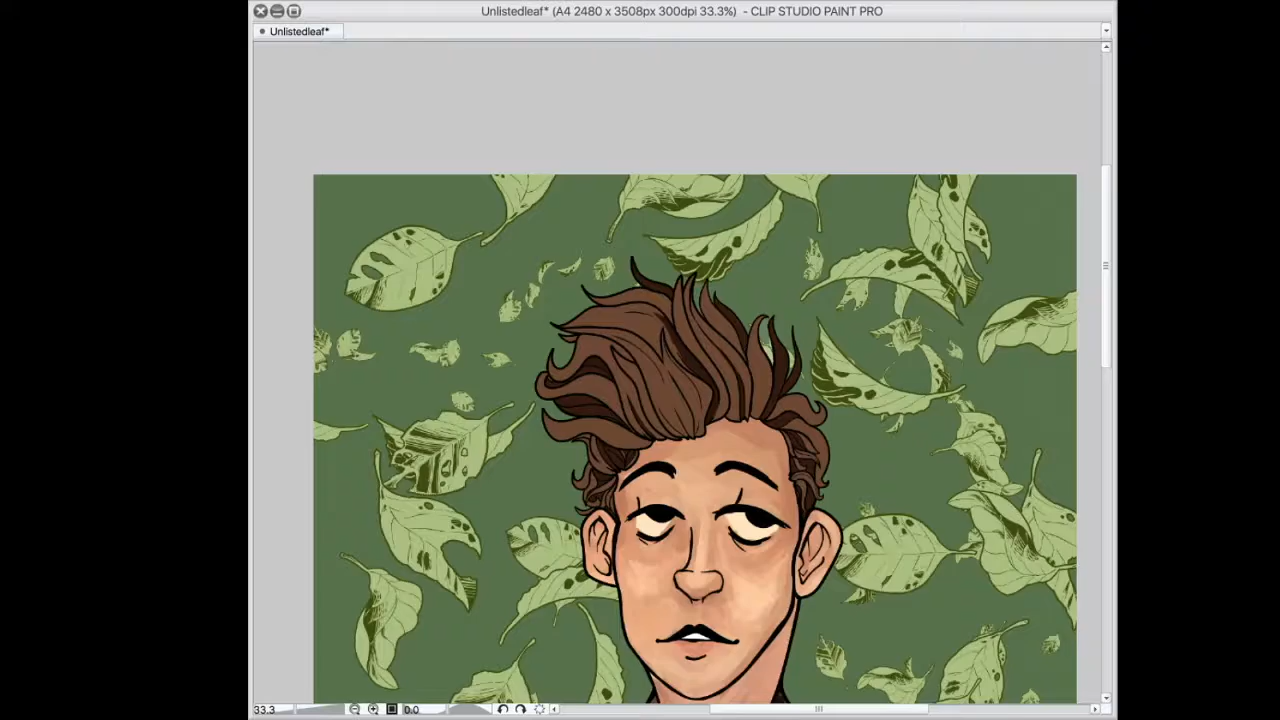 Unlistedleaf* (A4 2480 x 3508px 300dpi 33.3%) - CLIP STUDIO PAINT PRO
Unlistedleaf*
33.3
0.0